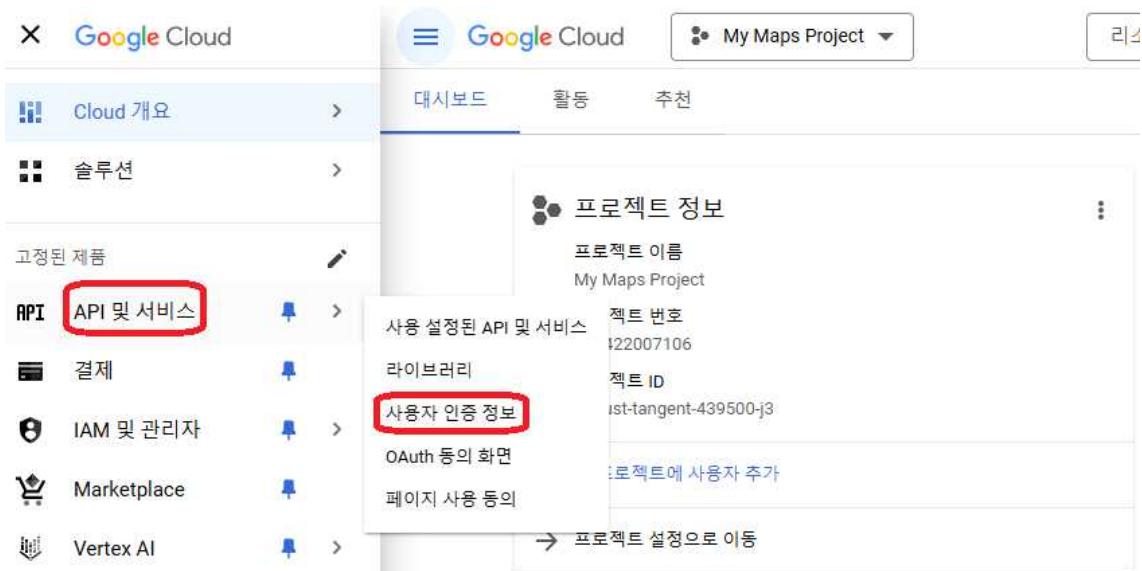 Google Cloud
Cloud 개요
솔루션
고정된 제품
API API 및 서비스
결제
IAM 및 관리자
Marketplace
Vertex AI
사용 설정된 API 및 서비스
라이브러리
사용자 인증 정보
OAuth 동의 화면
페이지 사용 동의
Google Cloud
My Maps Project
대시보드 활동 추천
프로젝트 정보
프로젝트 이름
My Maps Project
젝트 번호
422007106
젝트 ID
ust-tangent-439500-j3
로젝트에 사용자 추가
프로젝트 설정으로 이동